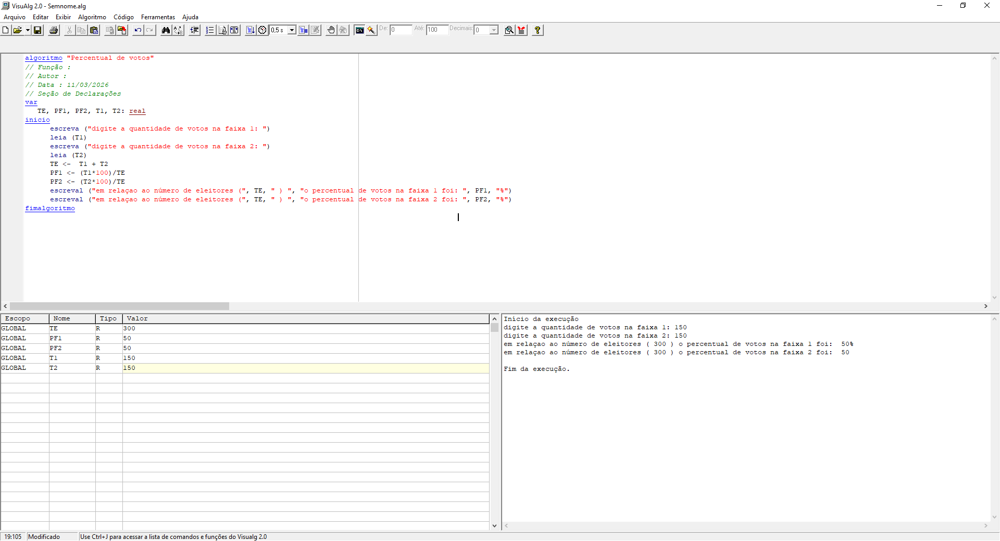 VisuAlg 2.0 - Semnome.alg
Arquivo Editar Exibir Algoritmo Código Ferramentas Ajuda
0,5 s De: 0 Até: 100 Decimais: 0
algoritmo "Percentual de votos"
// Função :
// Autor :
// Data : 11/03/2026
// Seção de Declarações
var
TE, PF1, PF2, T1, T2: real
inicio
escreva ("digite a quantidade de votos na faixa 1: ")
leia (T1)
escreva ("digite a quantidade de votos na faixa 2: ")
leia (T2)
TE <- T1 + T2
PF1 <- (T1*100)/TE
PF2 <- (T2*100)/TE
escreval ("em relaçao ao número de eleitores (", TE, " ) ", "o percentual de votos na faixa 1 foi: ", PF1, "%")
escreval ("em relaçao ao número de eleitores (", TE, " ) ", "o percentual de votos na faixa 2 foi: ", PF2, "%")
fimalgoritmo
Escopo Nome Tipo Valor
GLOBAL TE R 300
GLOBAL PF1 R 50
GLOBAL PF2 R 50
GLOBAL T1 R 150
GLOBAL T2 R 150
Início da execução
digite a quantidade de votos na faixa 1: 150
digite a quantidade de votos na faixa 2: 150
em relaçao ao número de eleitores ( 300 ) o percentual de votos na faixa 1 foi:  50%
em relaçao ao número de eleitores ( 300 ) o percentual de votos na faixa 2 foi:  50
Fim da execução.
19:105 Modificado Use Ctrl+J para acessar a lista de comandos e funções do Visualg 2.0